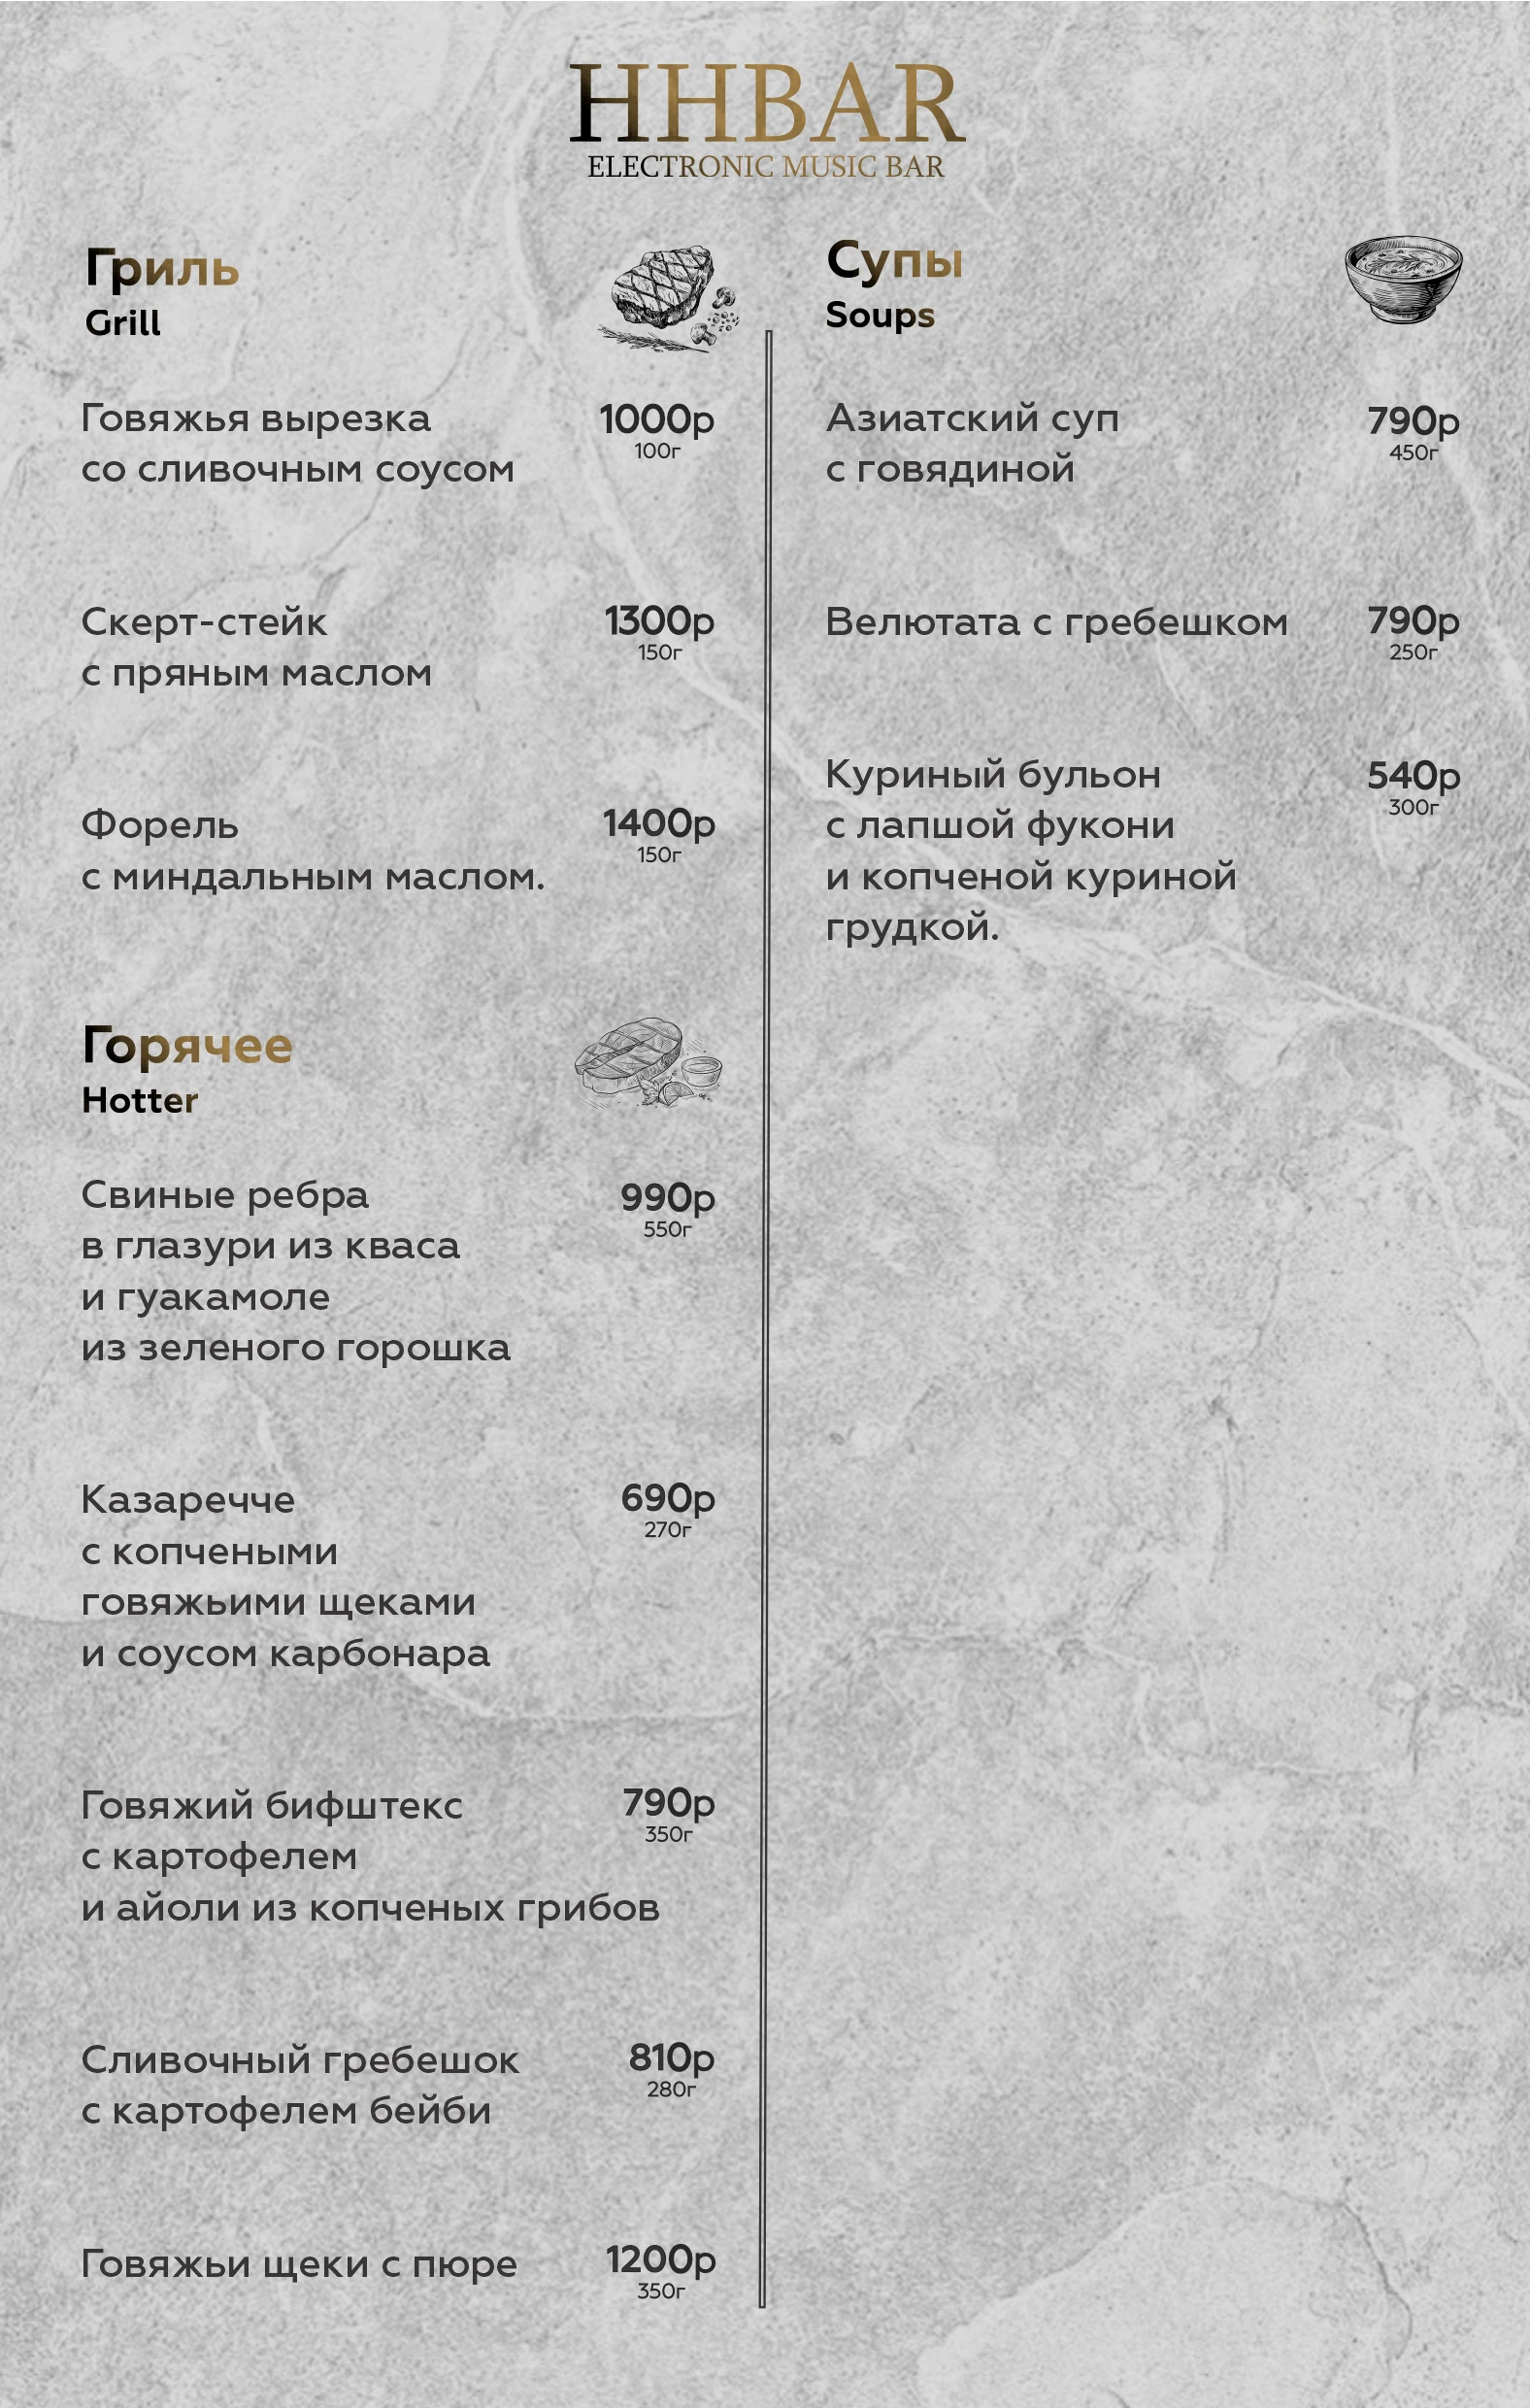 HHBAR
ELECTRONIC MUSIC BAR
Гриль
Grill
Говяжья вырезка
со сливочным соусом
1000р
100г
Скерт-стейк
с пряным маслом
1300р
150г
Форель
с миндальным маслом.
1400р
150г
Горячее
Hotter
Свиные ребра
в глазури из кваса
и гуакамоле
из зеленого горошка
990р
550г
Казаречче
с копчеными
говяжьими щеками
и соусом карбонара
690р
270г
Говяжий бифштекс
с картофелем
и айоли из копченых грибов
790р
350г
Сливочный гребешок
с картофелем бейби
810р
280г
Говяжьи щеки с пюре
1200р
350г
Супы
Soups
Азиатский суп
с говядиной
790р
450г
Велютата с гребешком
790р
250г
Куриный бульон
с лапшой фукони
и копченой куриной
грудкой.
540р
300г